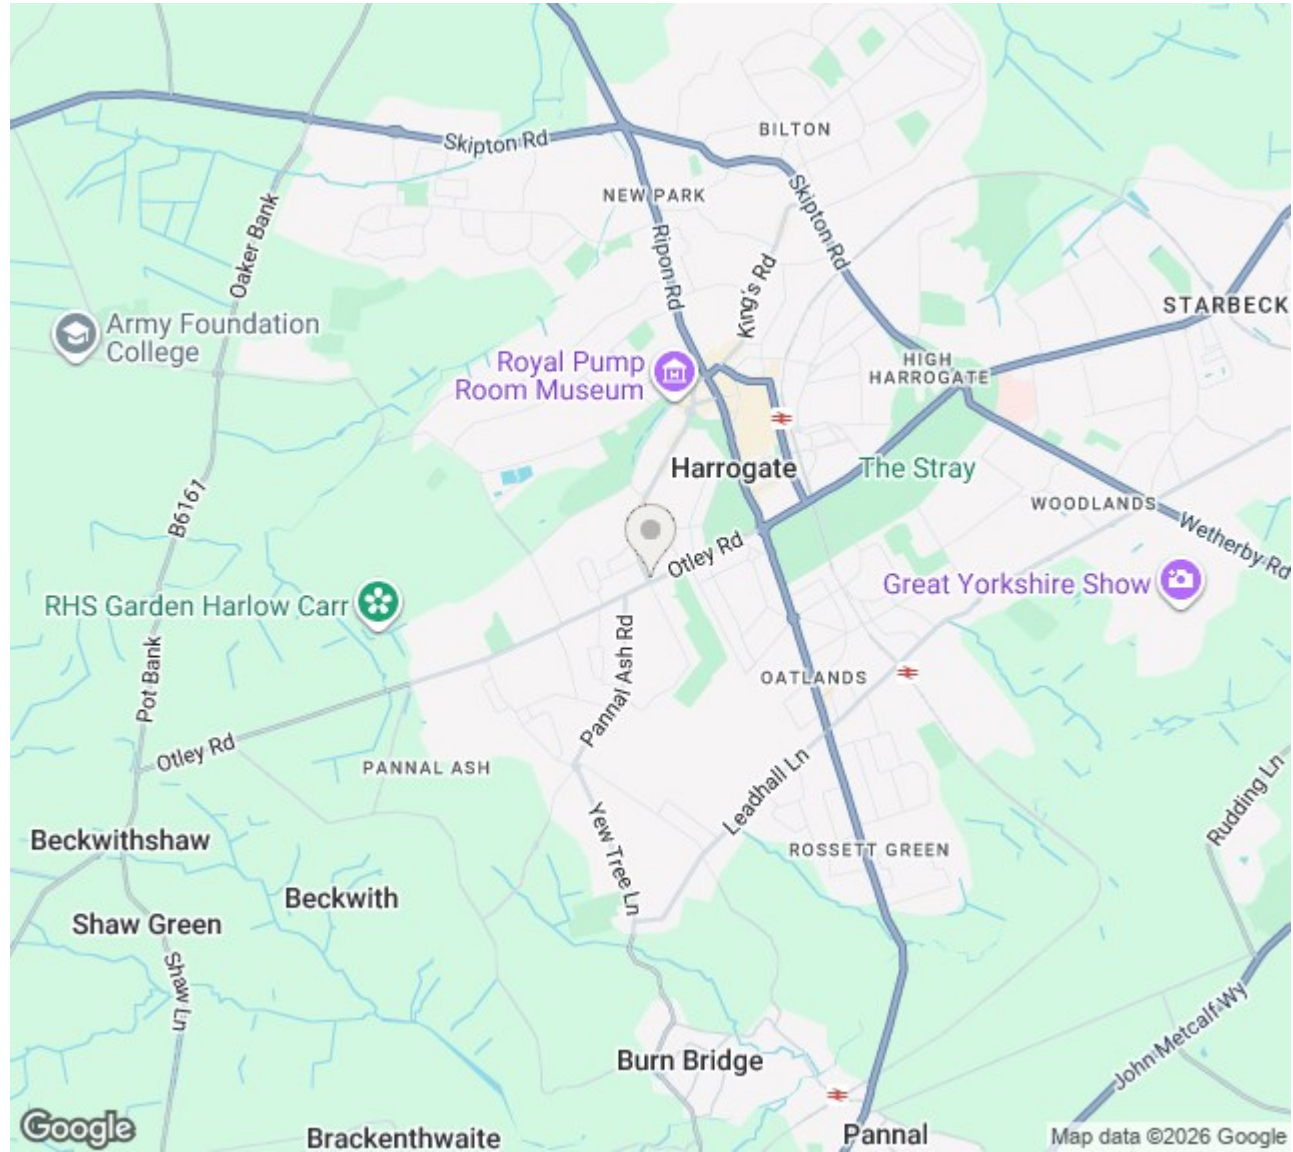 BILTON
Skipton Rd
NEW PARK
Skipton Rd
Oaker Bank
Ripon Rd
King's Rd
STARBECK
Army Foundation
College
Royal Pump
Room Museum
HIGH
HARROGATE
Harrogate
The Stray
B6161
WOODLANDS
Wetherby Rd
Otley Rd
Great Yorkshire Show
RHS Garden Harlow Carr
Pot Bank
Pannal Ash Rd
OATLANDS
Otley Rd
PANNAL ASH
Leadhall Ln
Rudding Ln
Beckwithshaw
Yew Tree Ln
ROSSETT GREEN
Beckwith
Shaw Green
Shaw Ln
John Metcalf Wy
Burn Bridge
Google
Brackenthwaite
Pannal
Map data ©2026 Google